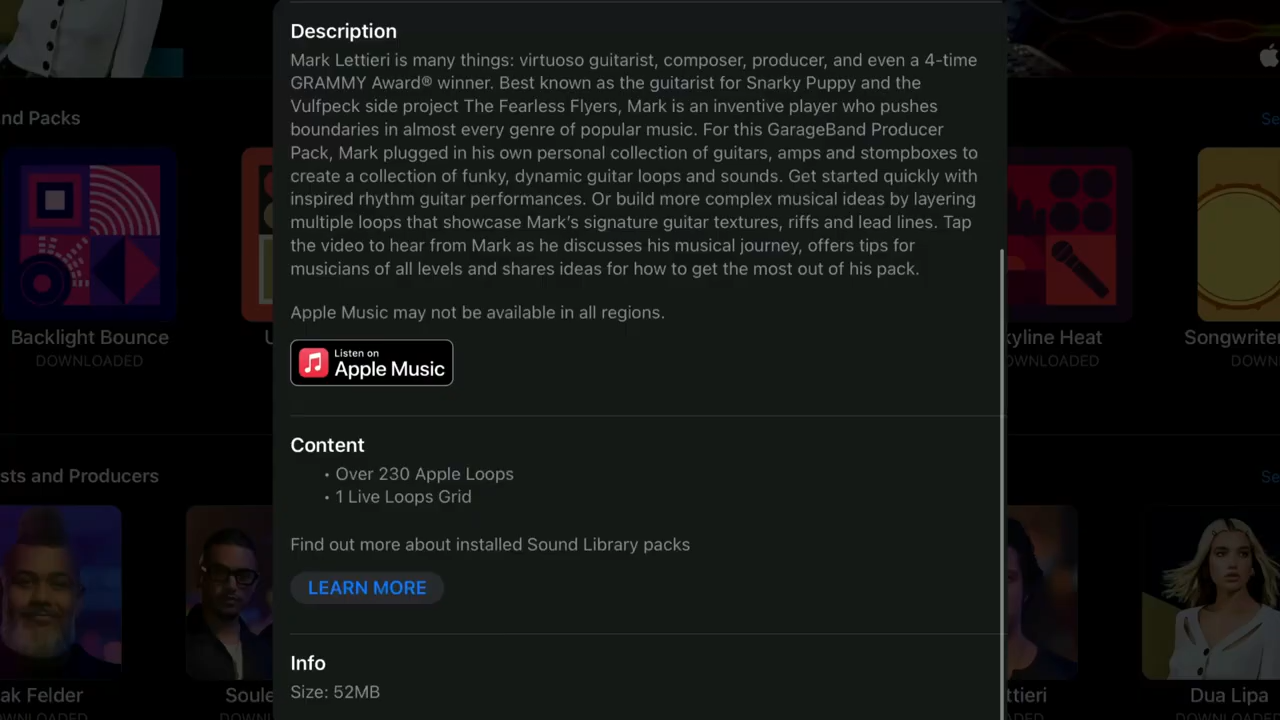 Description
Mark Lettieri is many things: virtuoso guitarist, composer, producer, and even a 4-time
GRAMMY Award® winner. Best known as the guitarist for Snarky Puppy and the
Vulfpeck side project The Fearless Flyers, Mark is an inventive player who pushes
boundaries in almost every genre of popular music. For this GarageBand Producer
Pack, Mark plugged in his own personal collection of guitars, amps and stompboxes to
create a collection of funky, dynamic guitar loops and sounds. Get started quickly with
inspired rhythm guitar performances. Or build more complex musical ideas by layering
multiple loops that showcase Mark's signature guitar textures, riffs and lead lines. Tap
the video to hear from Mark as he discusses his musical journey, offers tips for
musicians of all levels and shares ideas for how to get the most out of his pack.
Apple Music may not be available in all regions.
Listen on
Apple Music
Content
• Over 230 Apple Loops
• 1 Live Loops Grid
Find out more about installed Sound Library packs
LEARN MORE
Info
Size: 52MB
nd Packs
Backlight Bounce
DOWNLOADED
kyline Heat
WNLOADED
Songwriter
DOWN
sts and Producers
ak Felder
Soule
ttieri
Dua Lipa
DOWNLOADED